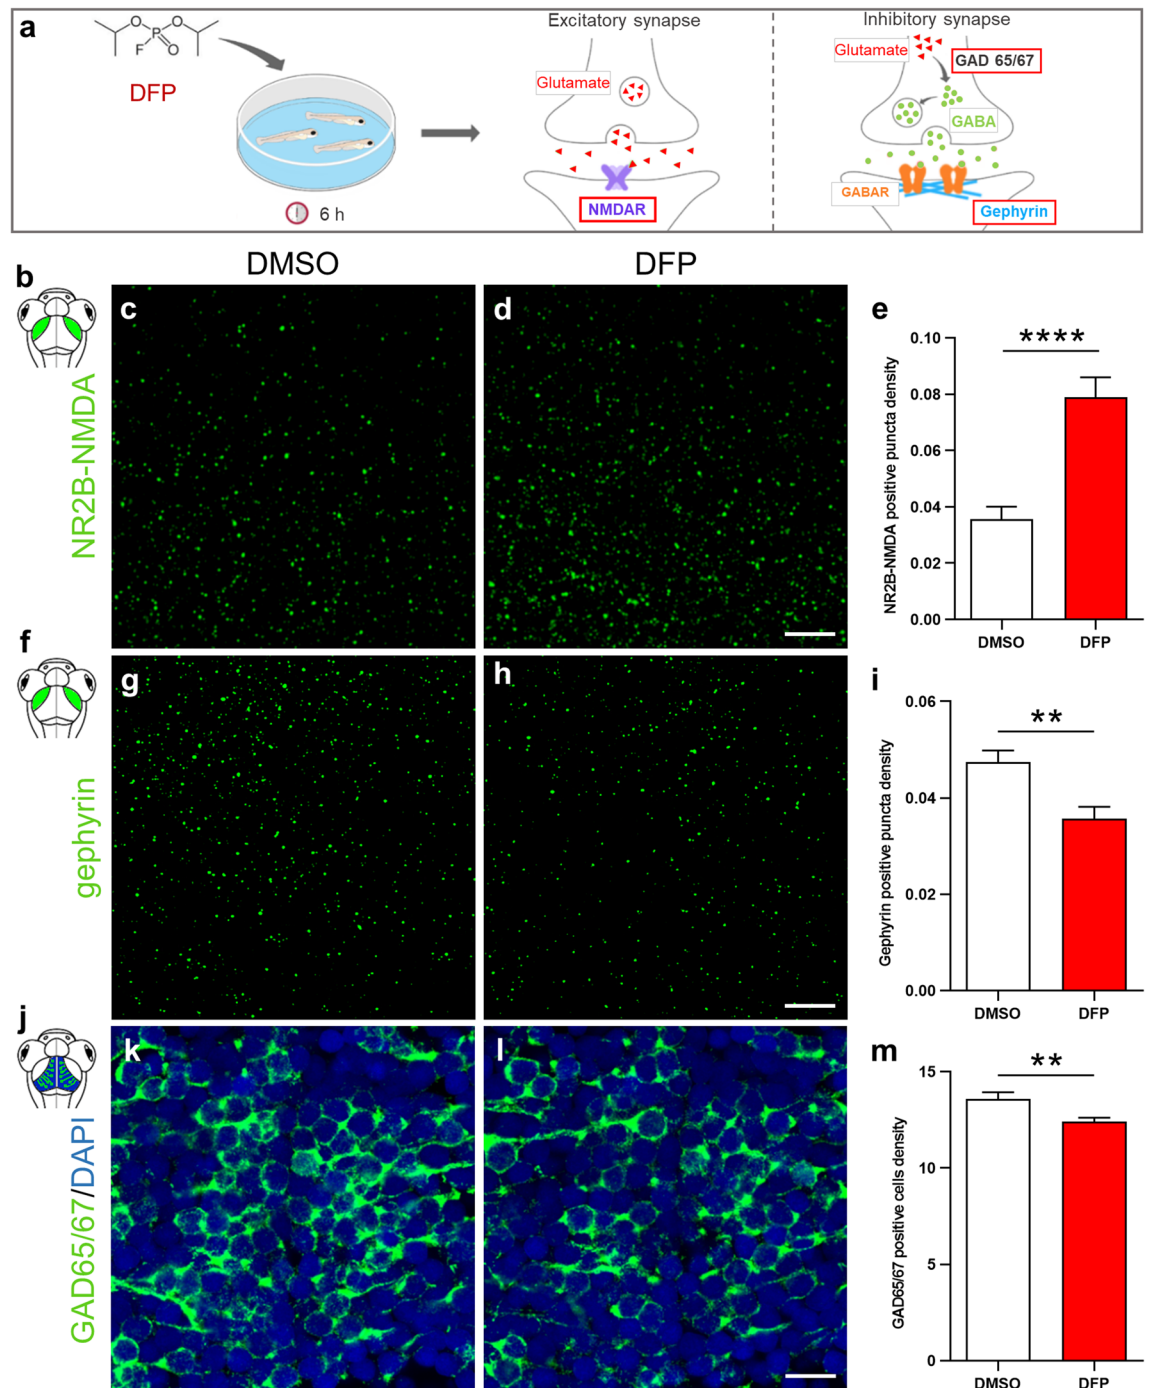 a
O
O
P
F
O
DFP
6 h
Excitatory synapse
Glutamate
NMDAR
Inhibitory synapse
Glutamate
GAD 65/67
GABA
GABAR
Gephyrin
DMSO
DFP
b
NR2B-NMDA
c
d
e
NR2B-NMDA positive puncta density
0.10
0.08
0.06
0.04
0.02
0.00
****
DMSO
DFP
f
gephyrin
g
h
i
Gephyrin positive puncta density
0.06
0.04
0.02
0.00
**
DMSO
DFP
j
GAD65/67/DAPI
k
l
m
GAD65/67 positive cells density
15
10
5
0
**
DMSO
DFP